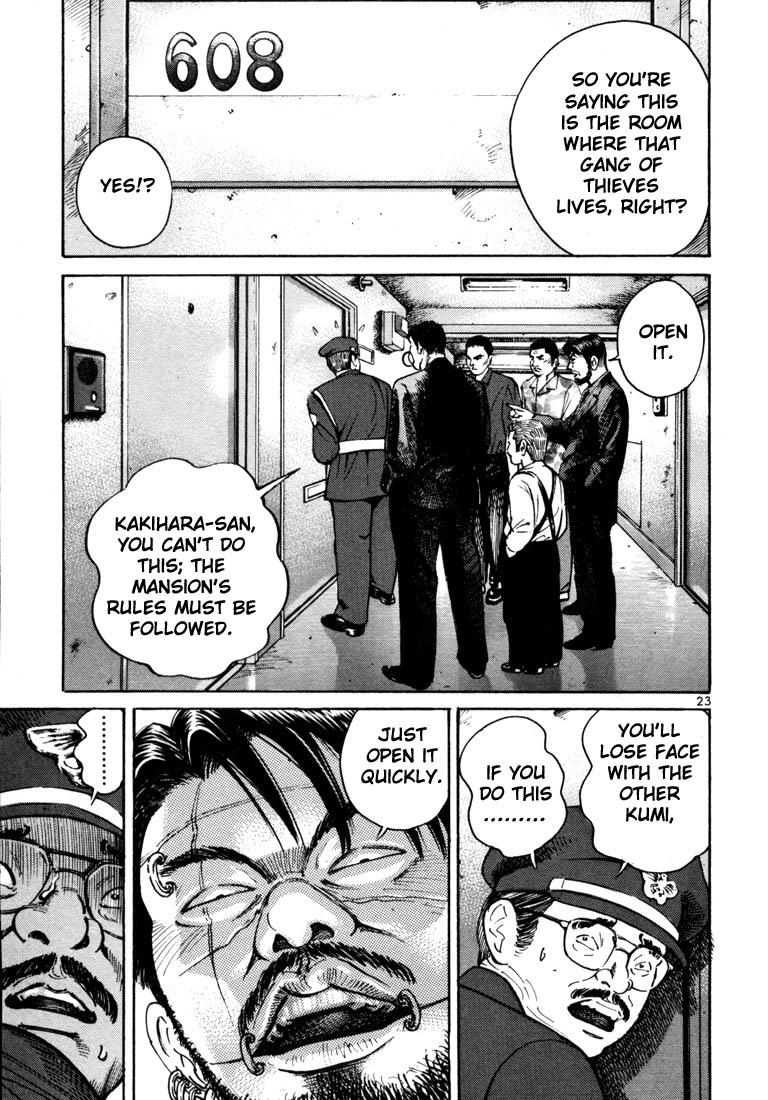 608
SO YOU'RE
SAYING THIS
IS THE ROOM
WHERE THAT
GANG OF
THIEVES
LIVES, RIGHT?
YES!?
OPEN
IT.
KAKIHARA-SAN,
YOU CAN'T DO
THIS; THE
MANSION'S
RULES MUST BE
FOLLOWED.
23
YOU'LL
LOSE FACE
WITH THE
OTHER
KUMI,
IF YOU
DO THIS
.........
JUST
OPEN IT
QUICKLY.
.........